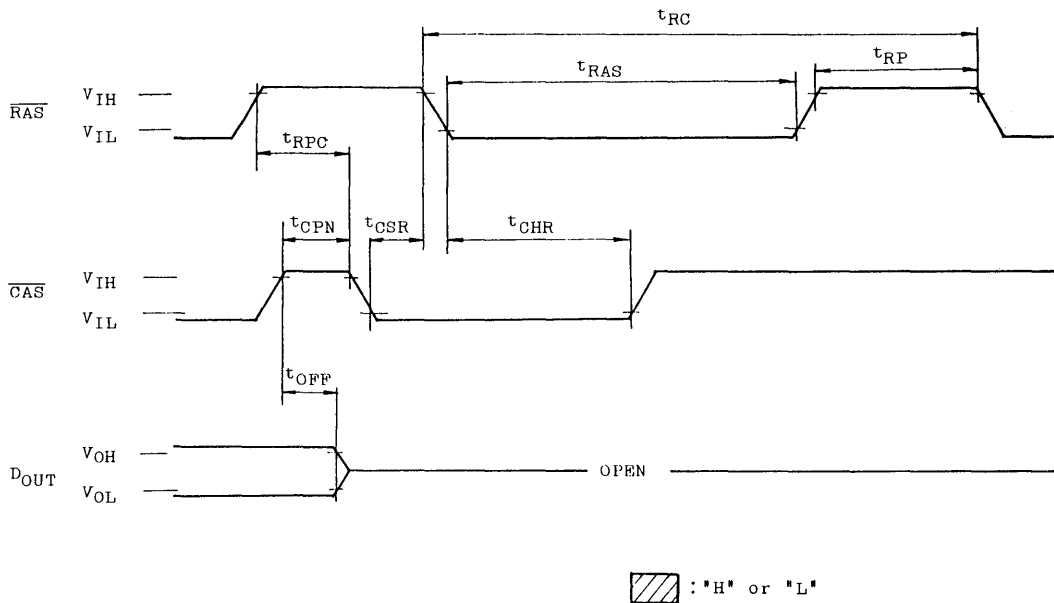 tRC
tRAS
tRP
RAS
VIH
VIL
tRPC
tCPN
tCSR
tCHR
CAS
VIH
VIL
tOFF
DOUT
VOH
VOL
OPEN
:"H" or "L"